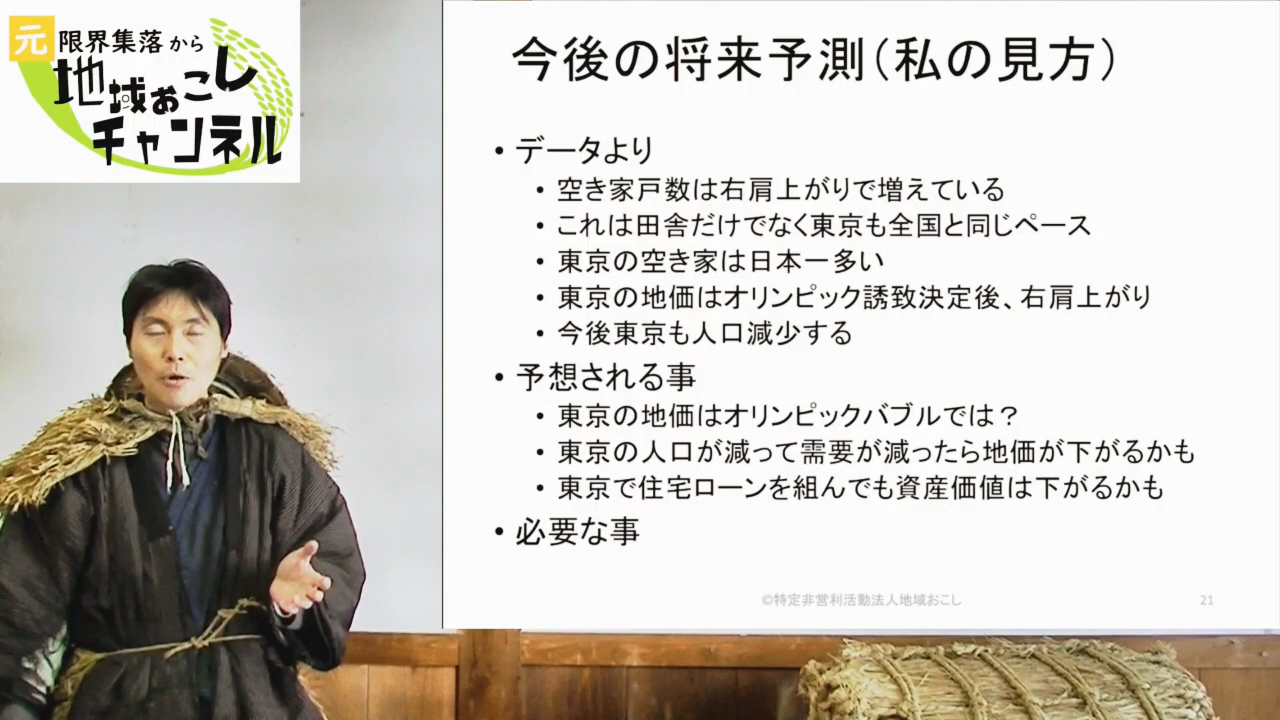 元限界集落から
地域おこし
チャンネル
今後の将来予測(私の見方)
• データより
• 空き家戸数は右肩上がりで増えている
• これは田舎だけでなく東京も全国と同じペース
• 東京の空き家は日本一多い
• 東京の地価はオリンピック誘致決定後、右肩上がり
• 今後東京も人口減少する
• 予想される事
• 東京の地価はオリンピックバブルでは？
• 東京の人口が減って需要が減ったら地価が下がるかも
• 東京で住宅ローンを組んでも資産価値は下がるかも
• 必要な事
©特定非営利活動法人地域おこし
21